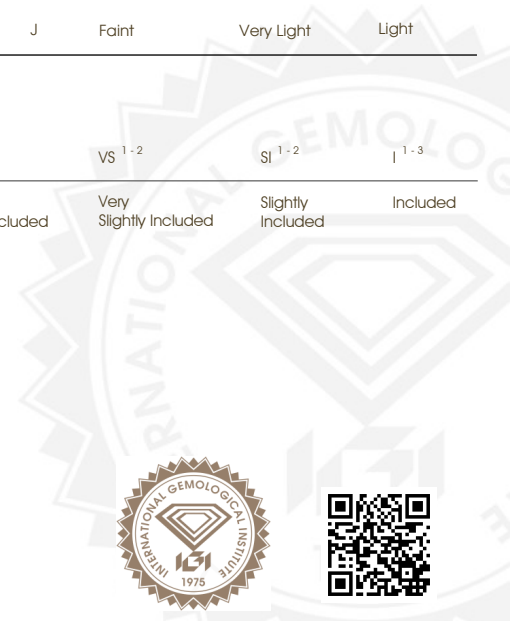 J Faint Very Light Light
VS 1 - 2 SI 1 - 2 I 1 - 3
Very Slightly Included
cluded Slightly Included Included
INTERNATIONAL GEMOLOGICAL INSTITUTE
IGI
1975